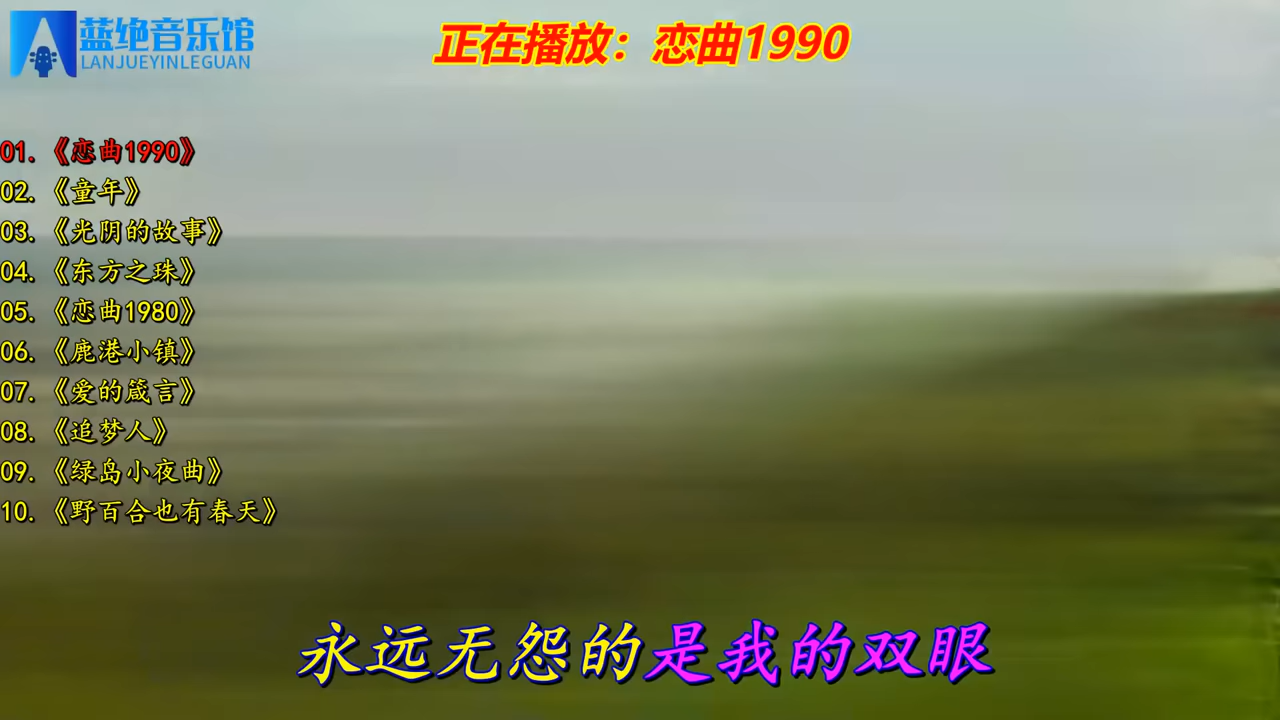 蓝绝音乐馆
LANJUEYINLEGUAN
正在播放：恋曲1990
01.《恋曲1990》
02.《童年》
03.《光阴的故事》
04.《东方之珠》
05.《恋曲1980》
06.《鹿港小镇》
07.《爱的箴言》
08.《追梦人》
09.《绿岛小夜曲》
10.《野百合也有春天》
永远无怨的是我的双眼